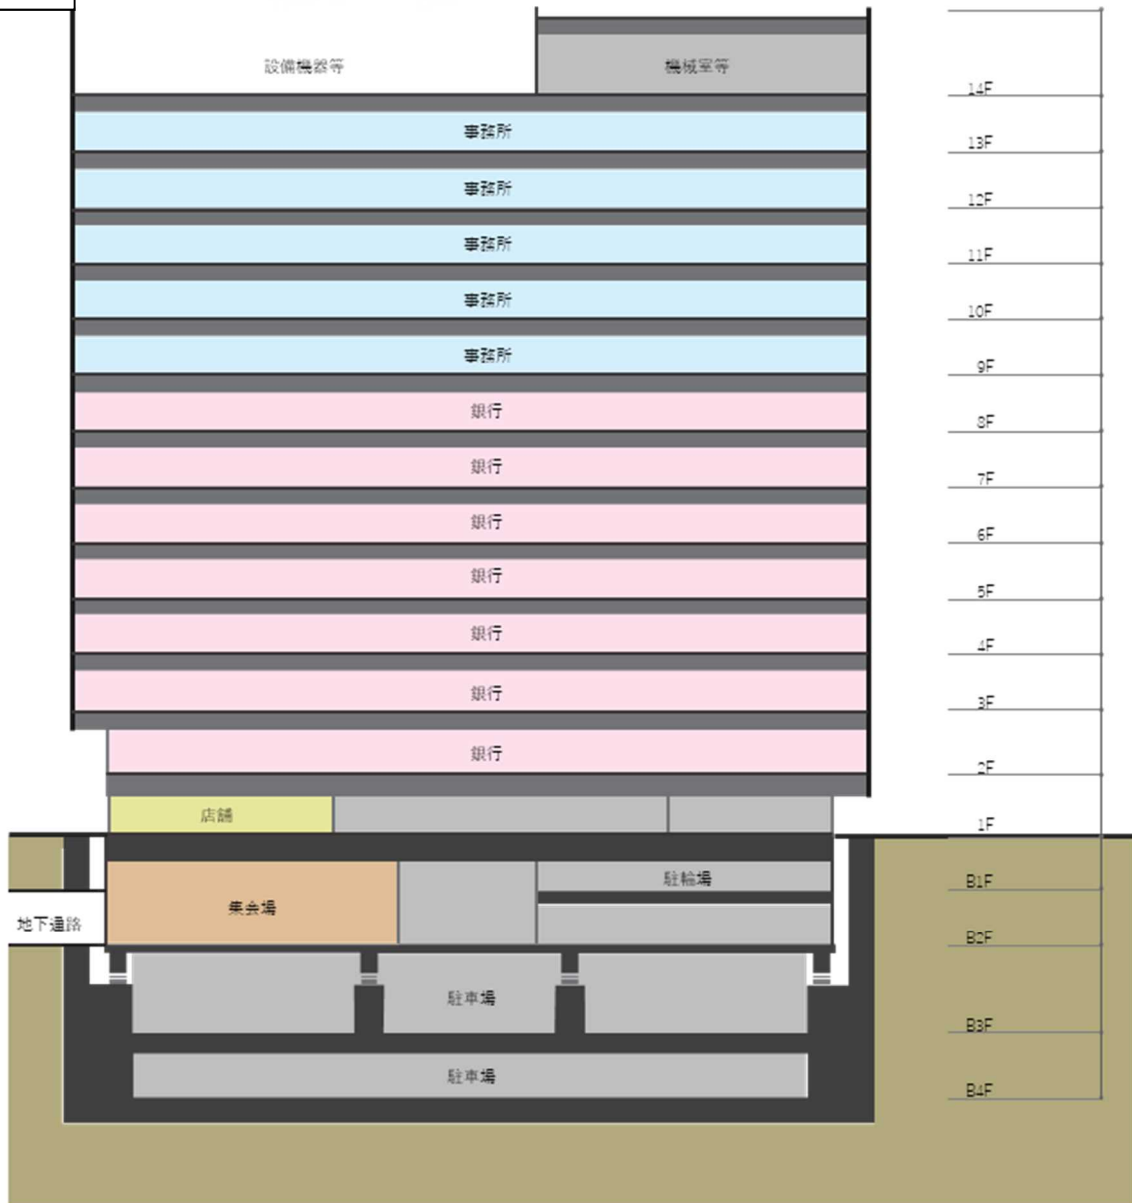 設備機器等
機械室等
14F
事務所
13F
事務所
12F
事務所
11F
事務所
10F
事務所
9F
銀行
8F
銀行
7F
銀行
6F
銀行
5F
銀行
4F
銀行
3F
銀行
2F
店舗
1F
駐輪場
B1F
集会場
地下通路
B2F
駐車場
B3F
駐車場
B4F